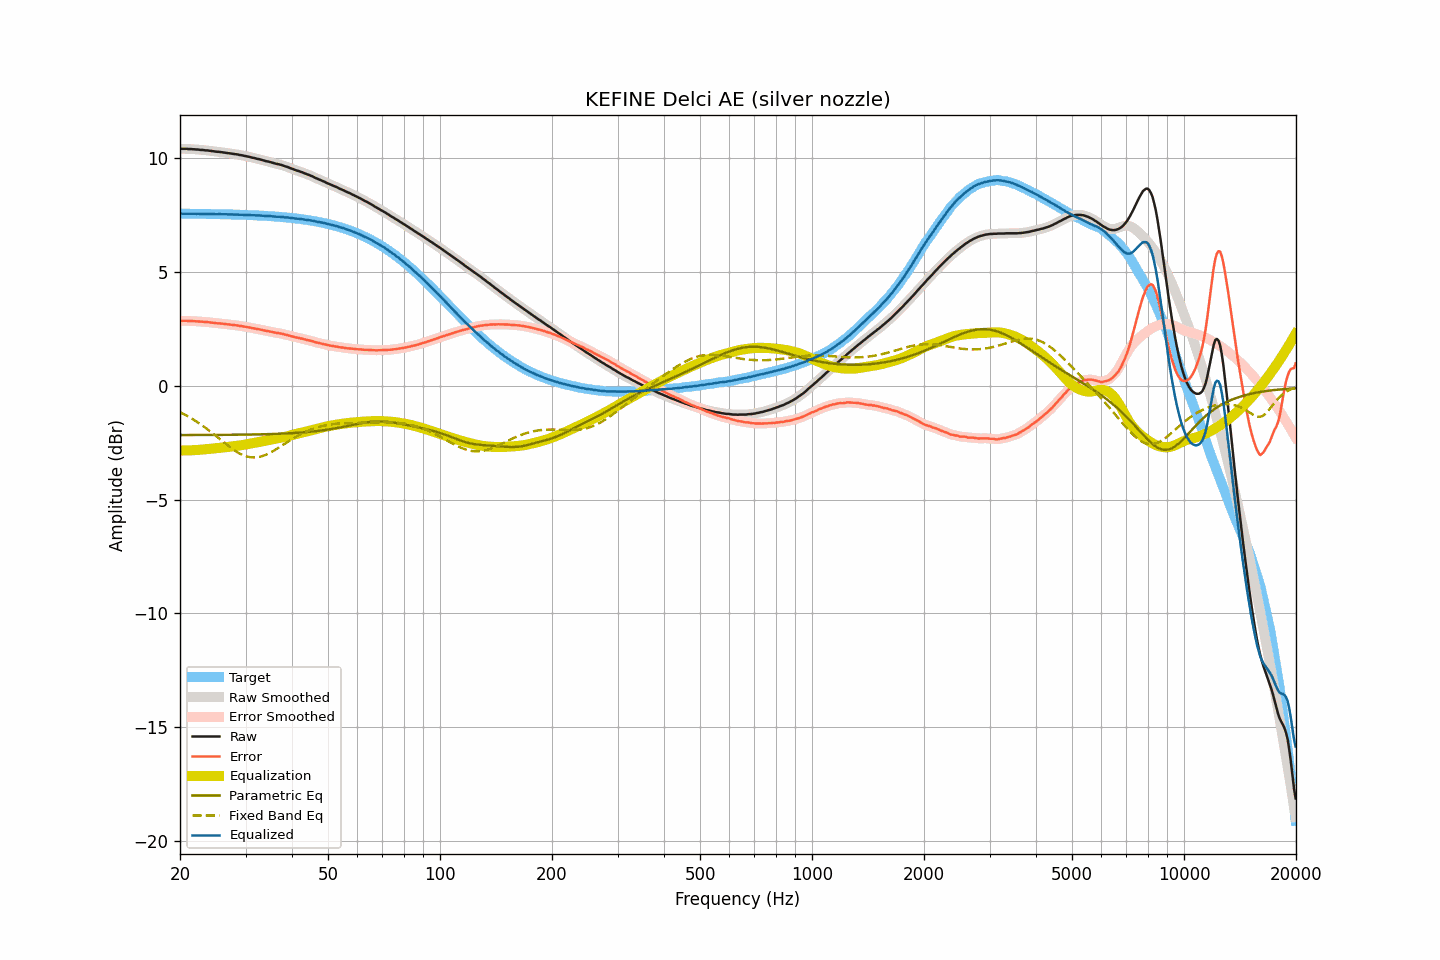 KEFINE Delci AE (silver nozzle)
10
5
0
−5
−10
−15
−20
Amplitude (dBr)
Target
Raw Smoothed
Error Smoothed
Raw
Error
Equalization
Parametric Eq
Fixed Band Eq
Equalized
20 50 100 200 500 1000 2000 5000 10000 20000
Frequency (Hz)